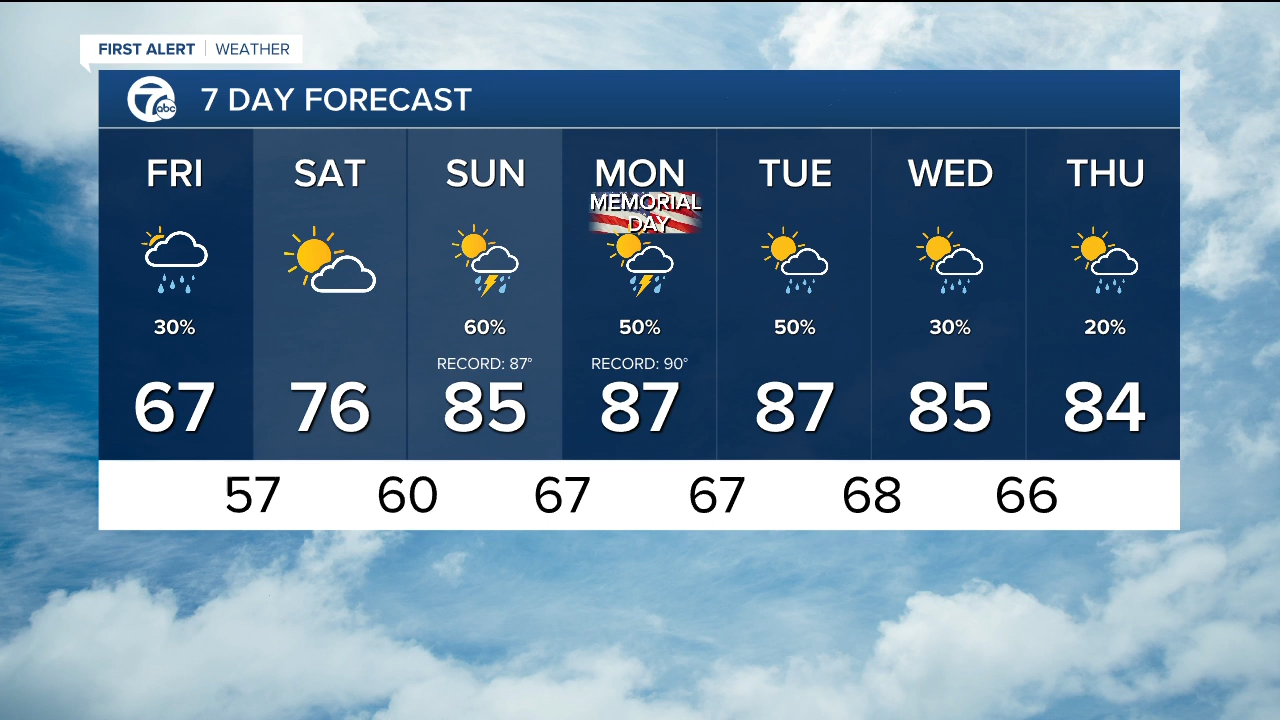 FIRST ALERT WEATHER
7 abc 7 DAY FORECAST
FRI SAT SUN MON TUE WED THU
MEMORIAL
DAY
30% 60% 50% 50% 30% 20%
RECORD: 87° RECORD: 90°
67 76 85 87 87 85 84
57 60 67 67 68 66